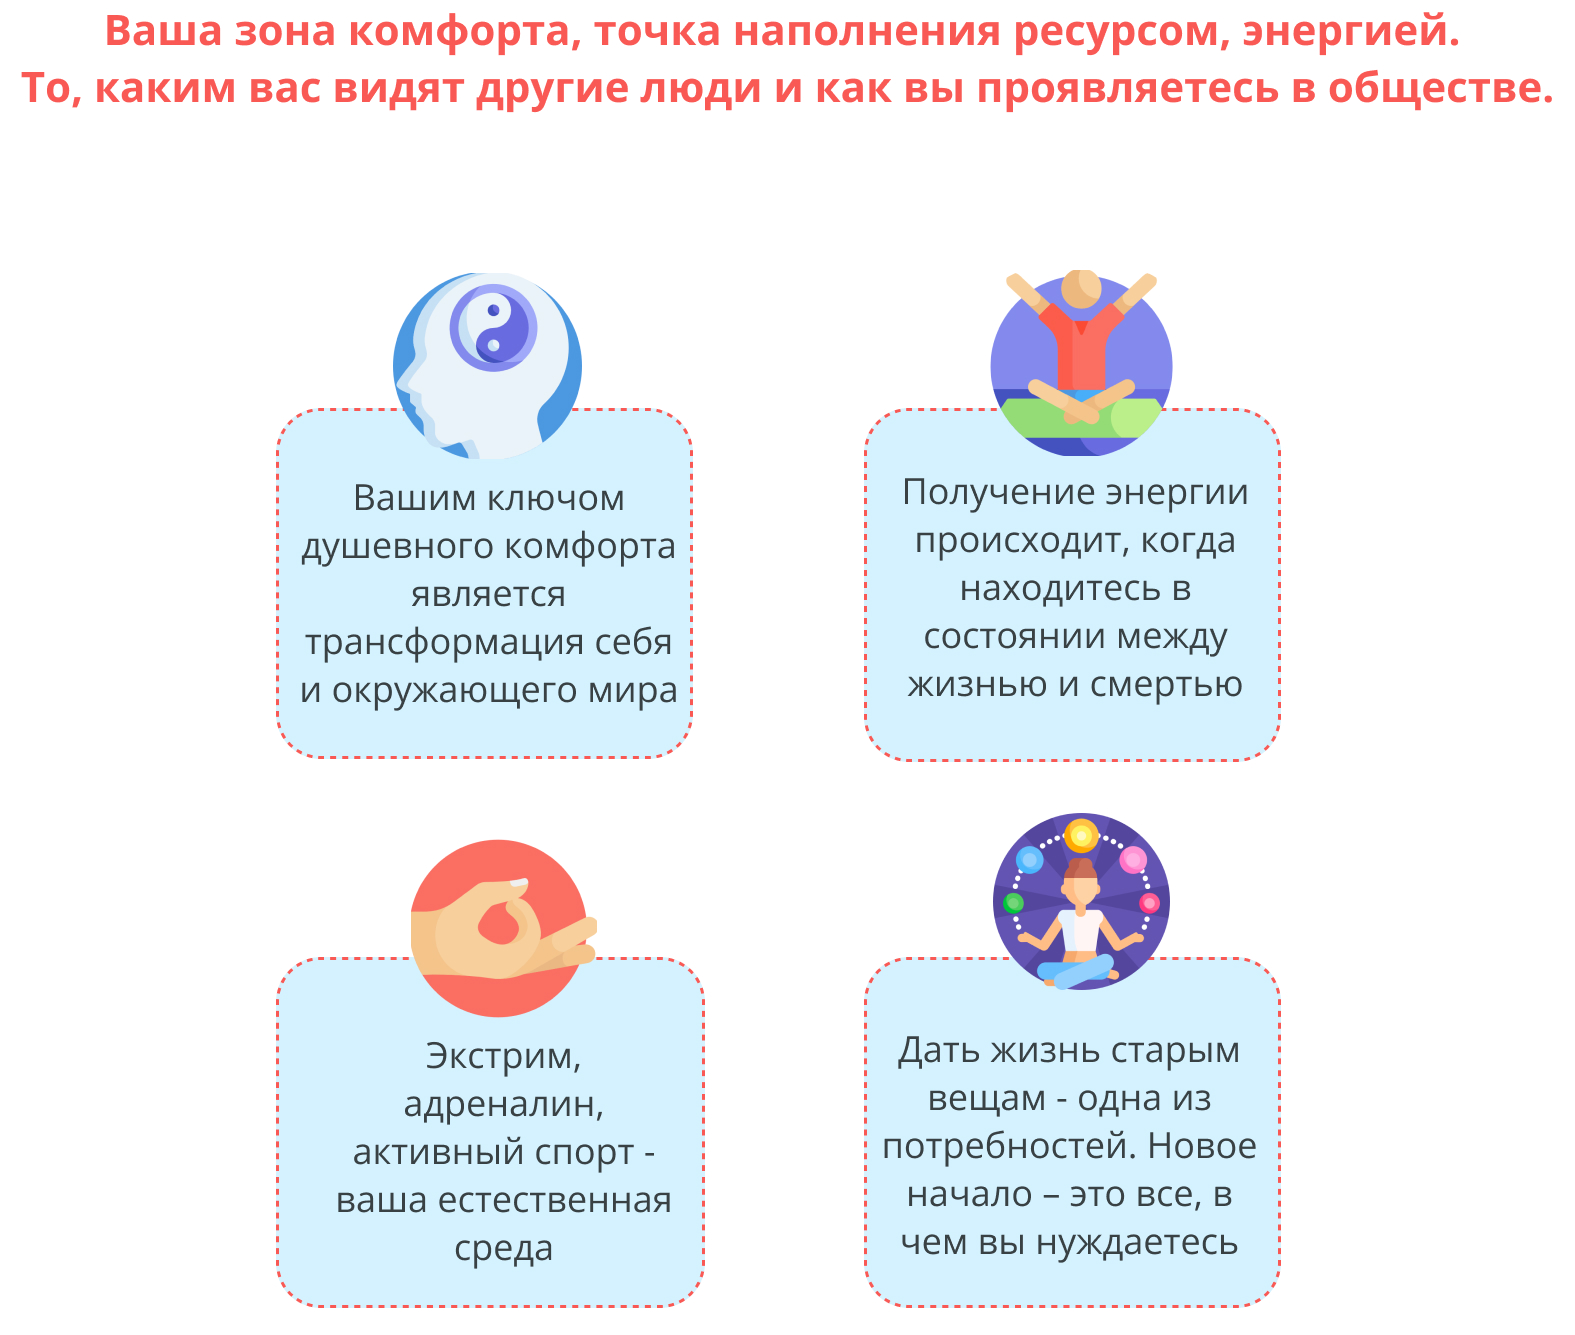 Ваша зона комфорта, точка наполнения ресурсом, энергией.
То, каким вас видят другие люди и как вы проявляетесь в обществе.
Вашим ключом
душевного комфорта
является
трансформация себя
и окружающего мира
Получение энергии
происходит, когда
находитесь в
состоянии между
жизнью и смертью
Экстрим,
адреналин,
активный спорт -
ваша естественная
среда
Дать жизнь старым
вещам - одна из
потребностей. Новое
начало – это все, в
чем вы нуждаетесь